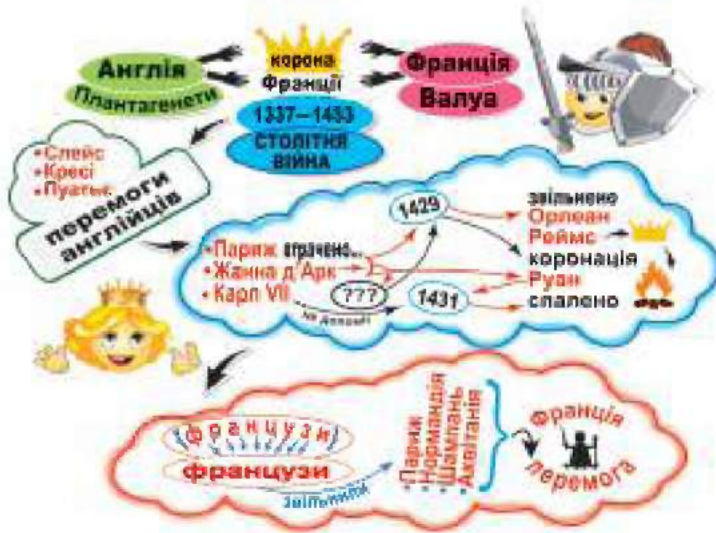 Англія
Плантагенети
корона
Франції
Франція
Валуа
1337–1453
СТОЛІТНЯ
ВІЙНА
•Слейс
•Кресі
•Пуатьє
перемоги
англійців
•Париж втрачено...
•Жанна д'Арк
•Карл VII
???
не допоміг
1429
1431
звільнено
Орлеан
Реймс
коронація
Руан
спалено
французи
французи
звільнили
•Париж
•Нормандія
•Шампань
•Аквітанія
Франція
перемога